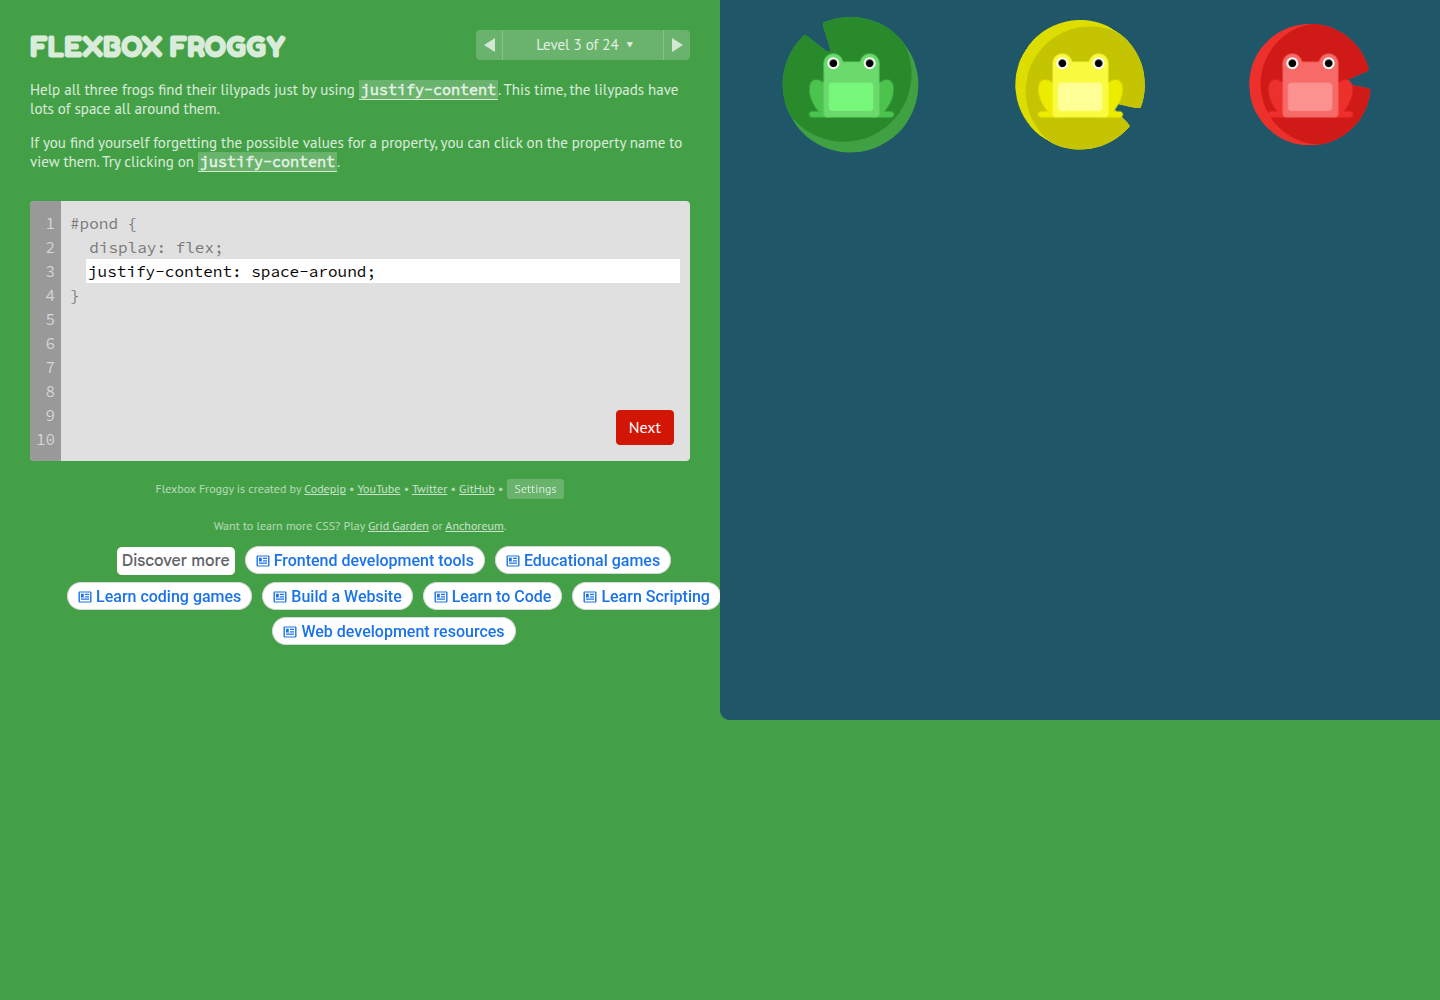 FLEXBOX FROGGY
Level 3 of 24 ▼
Help all three frogs find their lilypads just by using justify-content. This time, the lilypads have
lots of space all around them.
If you find yourself forgetting the possible values for a property, you can click on the property name to
view them. Try clicking on justify-content.
1 #pond {
2 display: flex;
3 justify-content: space-around;
4 }
5
6
7
8
9
10
Next
Flexbox Froggy is created by Codepip • YouTube • Twitter • GitHub • Settings
Want to learn more CSS? Play Grid Garden or Anchoreum.
Discover more Frontend development tools Educational games
Learn coding games Build a Website Learn to Code Learn Scripting
Web development resources